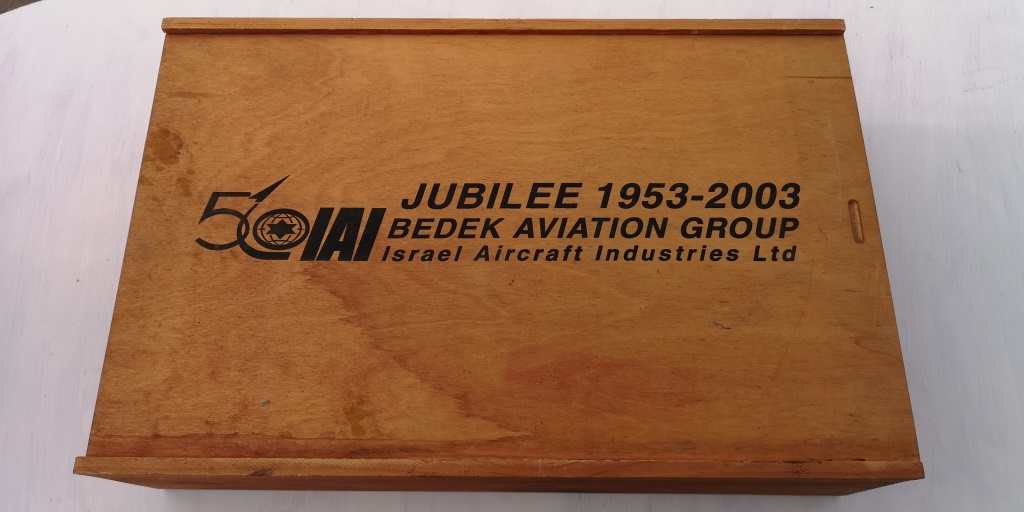 50 IAI
JUBILEE 1953-2003
BEDEK AVIATION GROUP
Israel Aircraft Industries Ltd